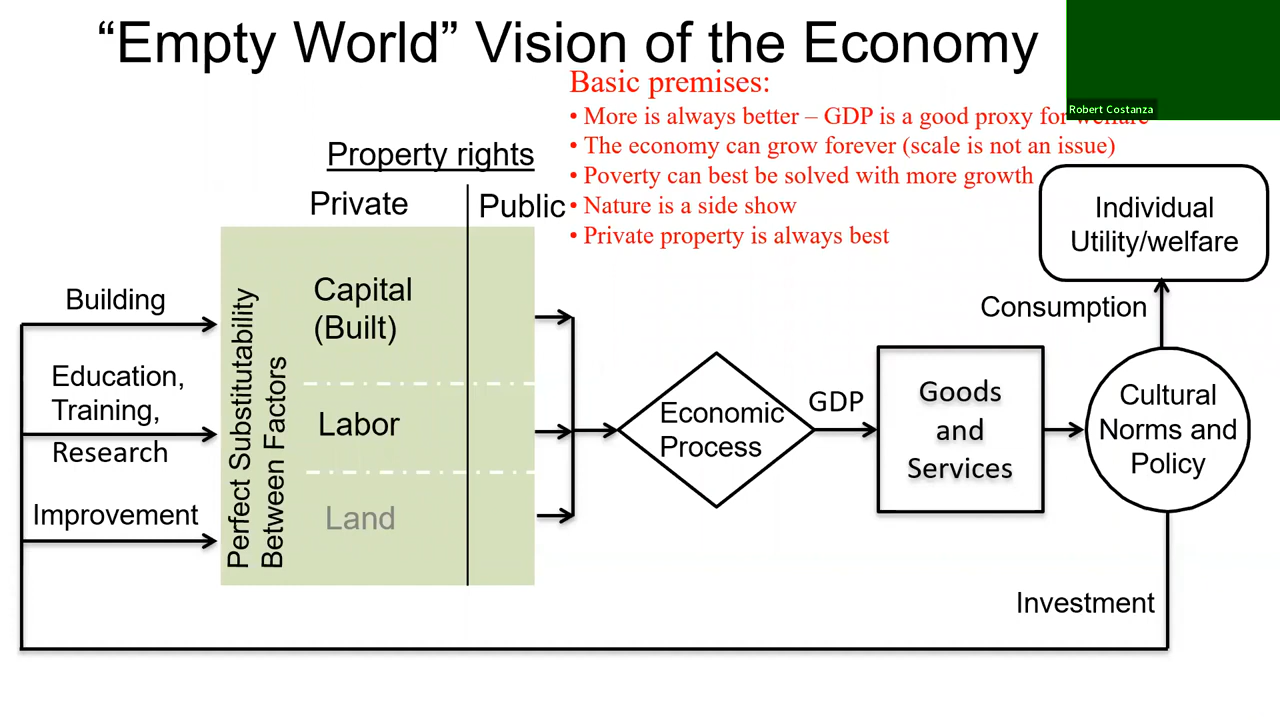 “Empty World” Vision of the Economy
Robert Costanza
Basic premises:
• More is always better – GDP is a good proxy for welfare
• The economy can grow forever (scale is not an issue)
• Poverty can best be solved with more growth
• Nature is a side show
• Private property is always best
Property rights
Private
Public
Building
Education,
Training,
Research
Improvement
Perfect Substitutability
Between Factors
Capital
(Built)
Labor
Land
Economic
Process
GDP
Goods
and
Services
Cultural
Norms and
Policy
Consumption
Individual
Utility/welfare
Investment